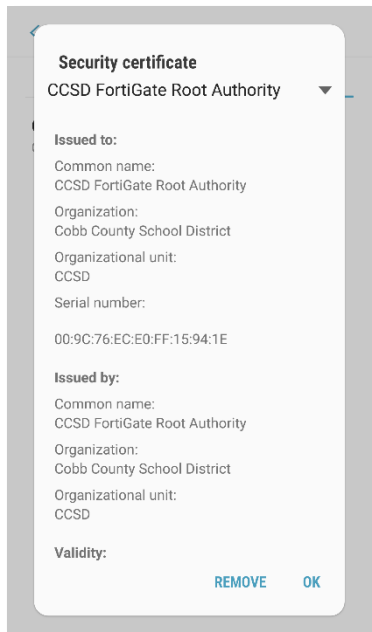 Security certificate
CCSD FortiGate Root Authority
Issued to:
Common name:
CCSD FortiGate Root Authority
Organization:
Cobb County School District
Organizational unit:
CCSD
Serial number:
00:9C:76:EC:E0:FF:15:94:1E
Issued by:
Common name:
CCSD FortiGate Root Authority
Organization:
Cobb County School District
Organizational unit:
CCSD
Validity:
REMOVE OK